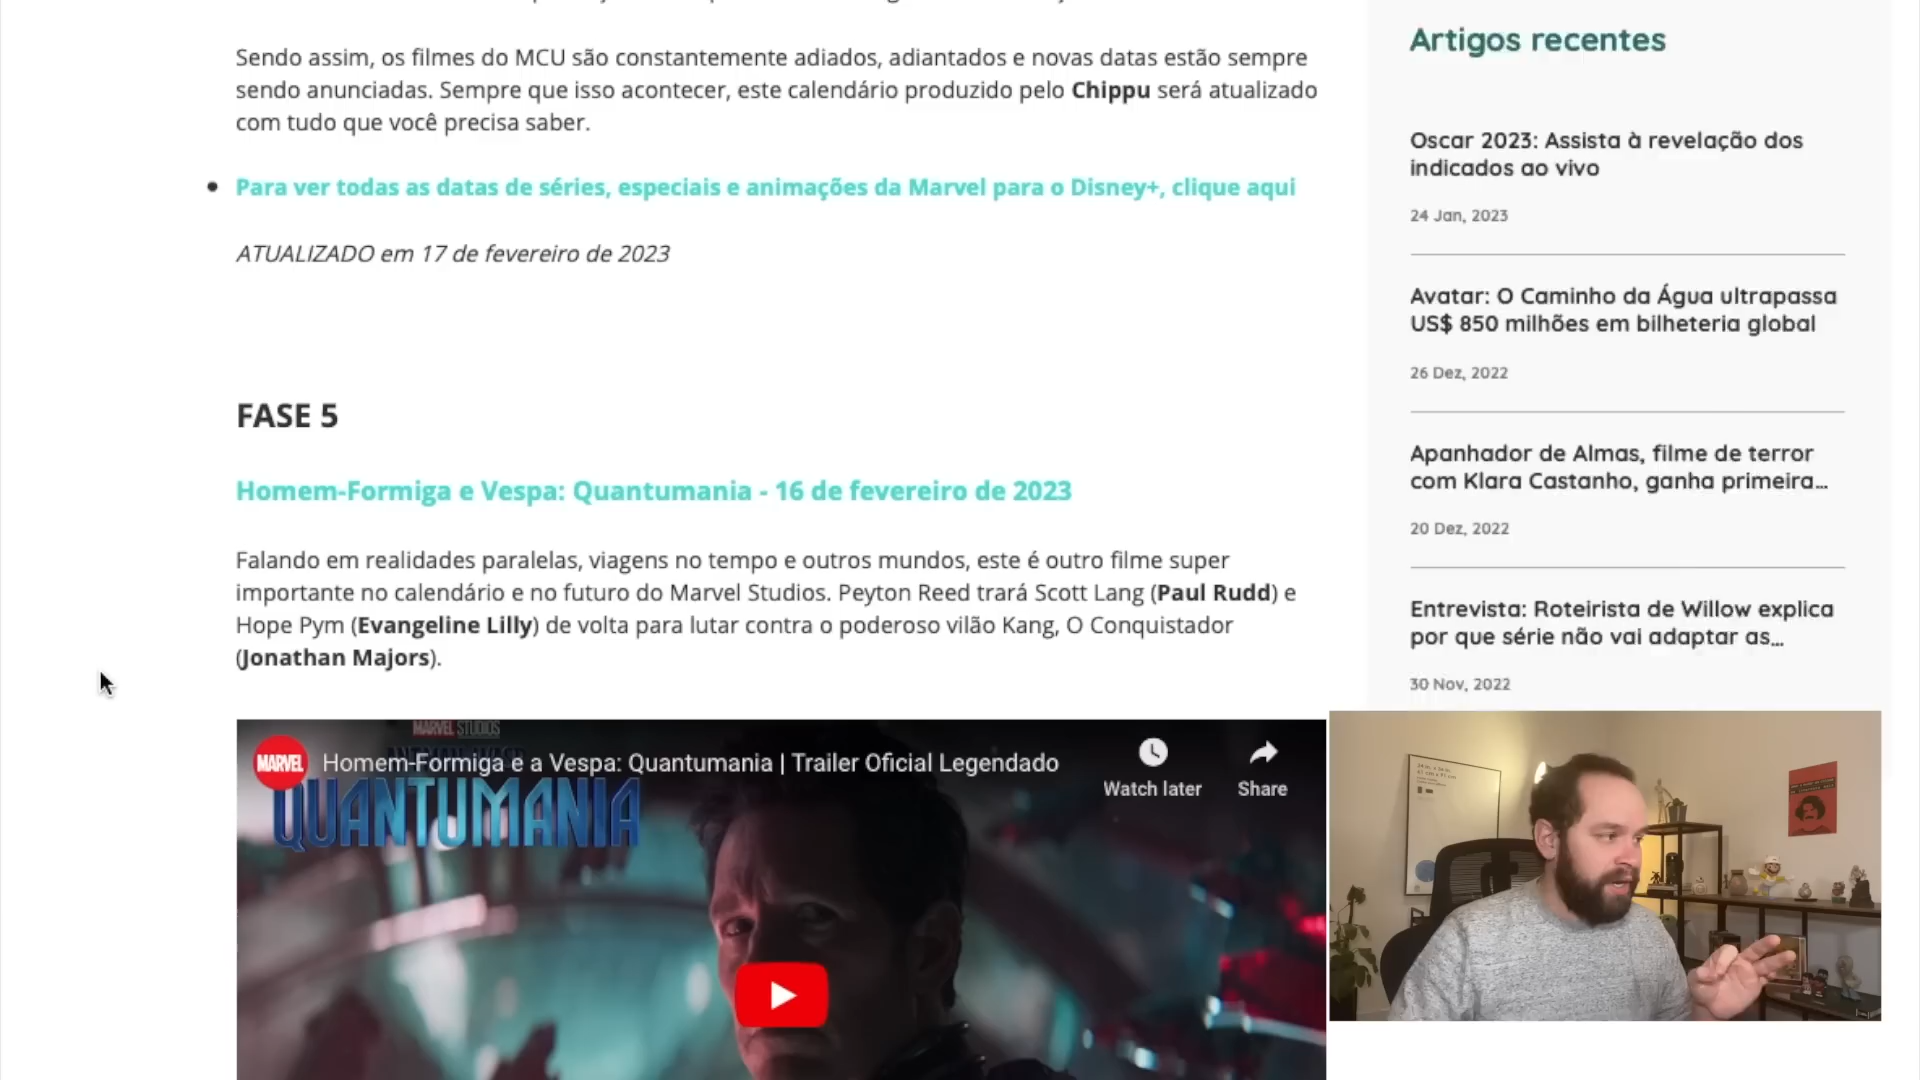 Sendo assim, os filmes do MCU são constantemente adiados, adiantados e novas datas estão sempre
sendo anunciadas. Sempre que isso acontecer, este calendário produzido pelo Chippu será atualizado
com tudo que você precisa saber.
Para ver todas as datas de séries, especiais e animações da Marvel para o Disney+, clique aqui
ATUALIZADO em 17 de fevereiro de 2023
FASE 5
Homem-Formiga e Vespa: Quantumania - 16 de fevereiro de 2023
Falando em realidades paralelas, viagens no tempo e outros mundos, este é outro filme super
importante no calendário e no futuro do Marvel Studios. Peyton Reed trará Scott Lang (Paul Rudd) e
Hope Pym (Evangeline Lilly) de volta para lutar contra o poderoso vilão Kang, O Conquistador
(Jonathan Majors).
MARVEL STUDIOS
MARVEL
Homem-Formiga e a Vespa: Quantumania | Trailer Oficial Legendado
Watch later
Share
QUANTUMANIA
Artigos recentes
Oscar 2023: Assista à revelação dos
indicados ao vivo
24 Jan, 2023
Avatar: O Caminho da Água ultrapassa
US$ 850 milhões em bilheteria global
26 Dez, 2022
Apanhador de Almas, filme de terror
com Klara Castanho, ganha primeira...
20 Dez, 2022
Entrevista: Roteirista de Willow explica
por que série não vai adaptar as...
30 Nov, 2022